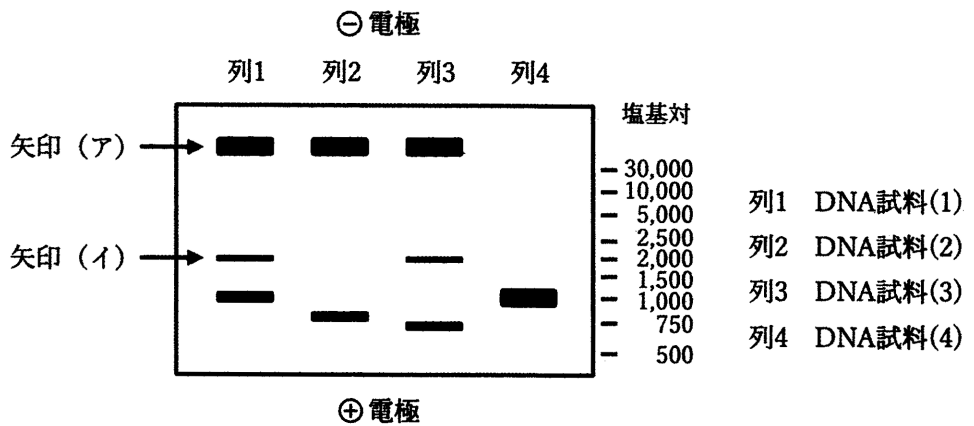 ⊖電極
列1 列2 列3 列4
塩基対
矢印（ア）
30,000
10,000
5,000
2,500
2,000
1,500
1,000
750
500
矢印（イ）
列1 DNA試料(1)
列2 DNA試料(2)
列3 DNA試料(3)
列4 DNA試料(4)
⊕電極